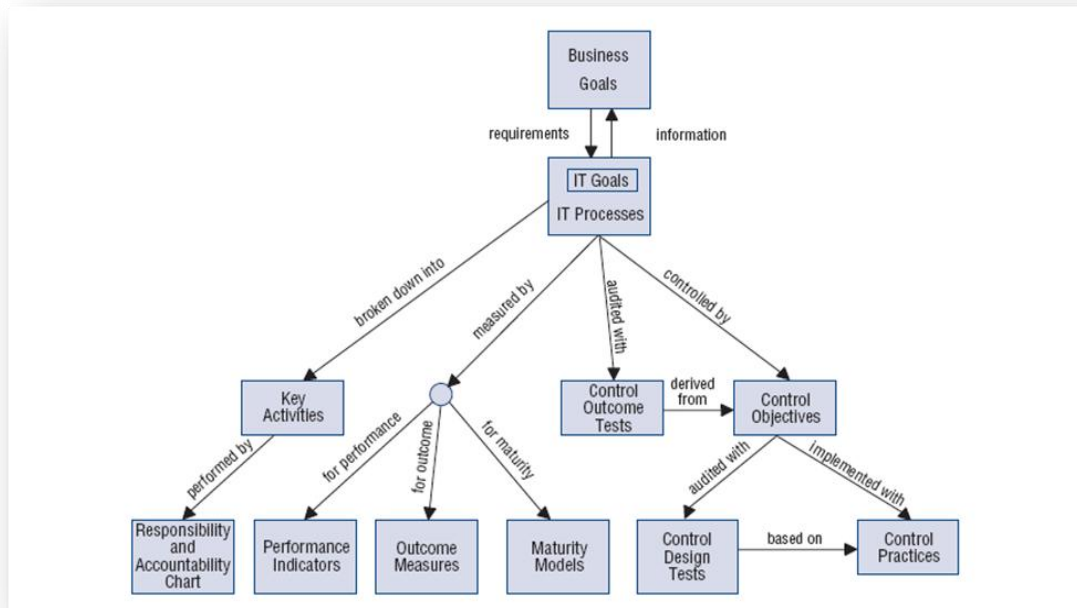 Business
Goals
requirements
information
IT Goals
IT Processes
broken down into
measured by
audited with
controlled by
Key
Activities
Control
Outcome
Tests
derived
from
Control
Objectives
performed by
for performance
for outcome
for maturity
audited with
implemented with
Responsibility
and
Accountability
Chart
Performance
Indicators
Outcome
Measures
Maturity
Models
Control
Design
Tests
based on
Control
Practices